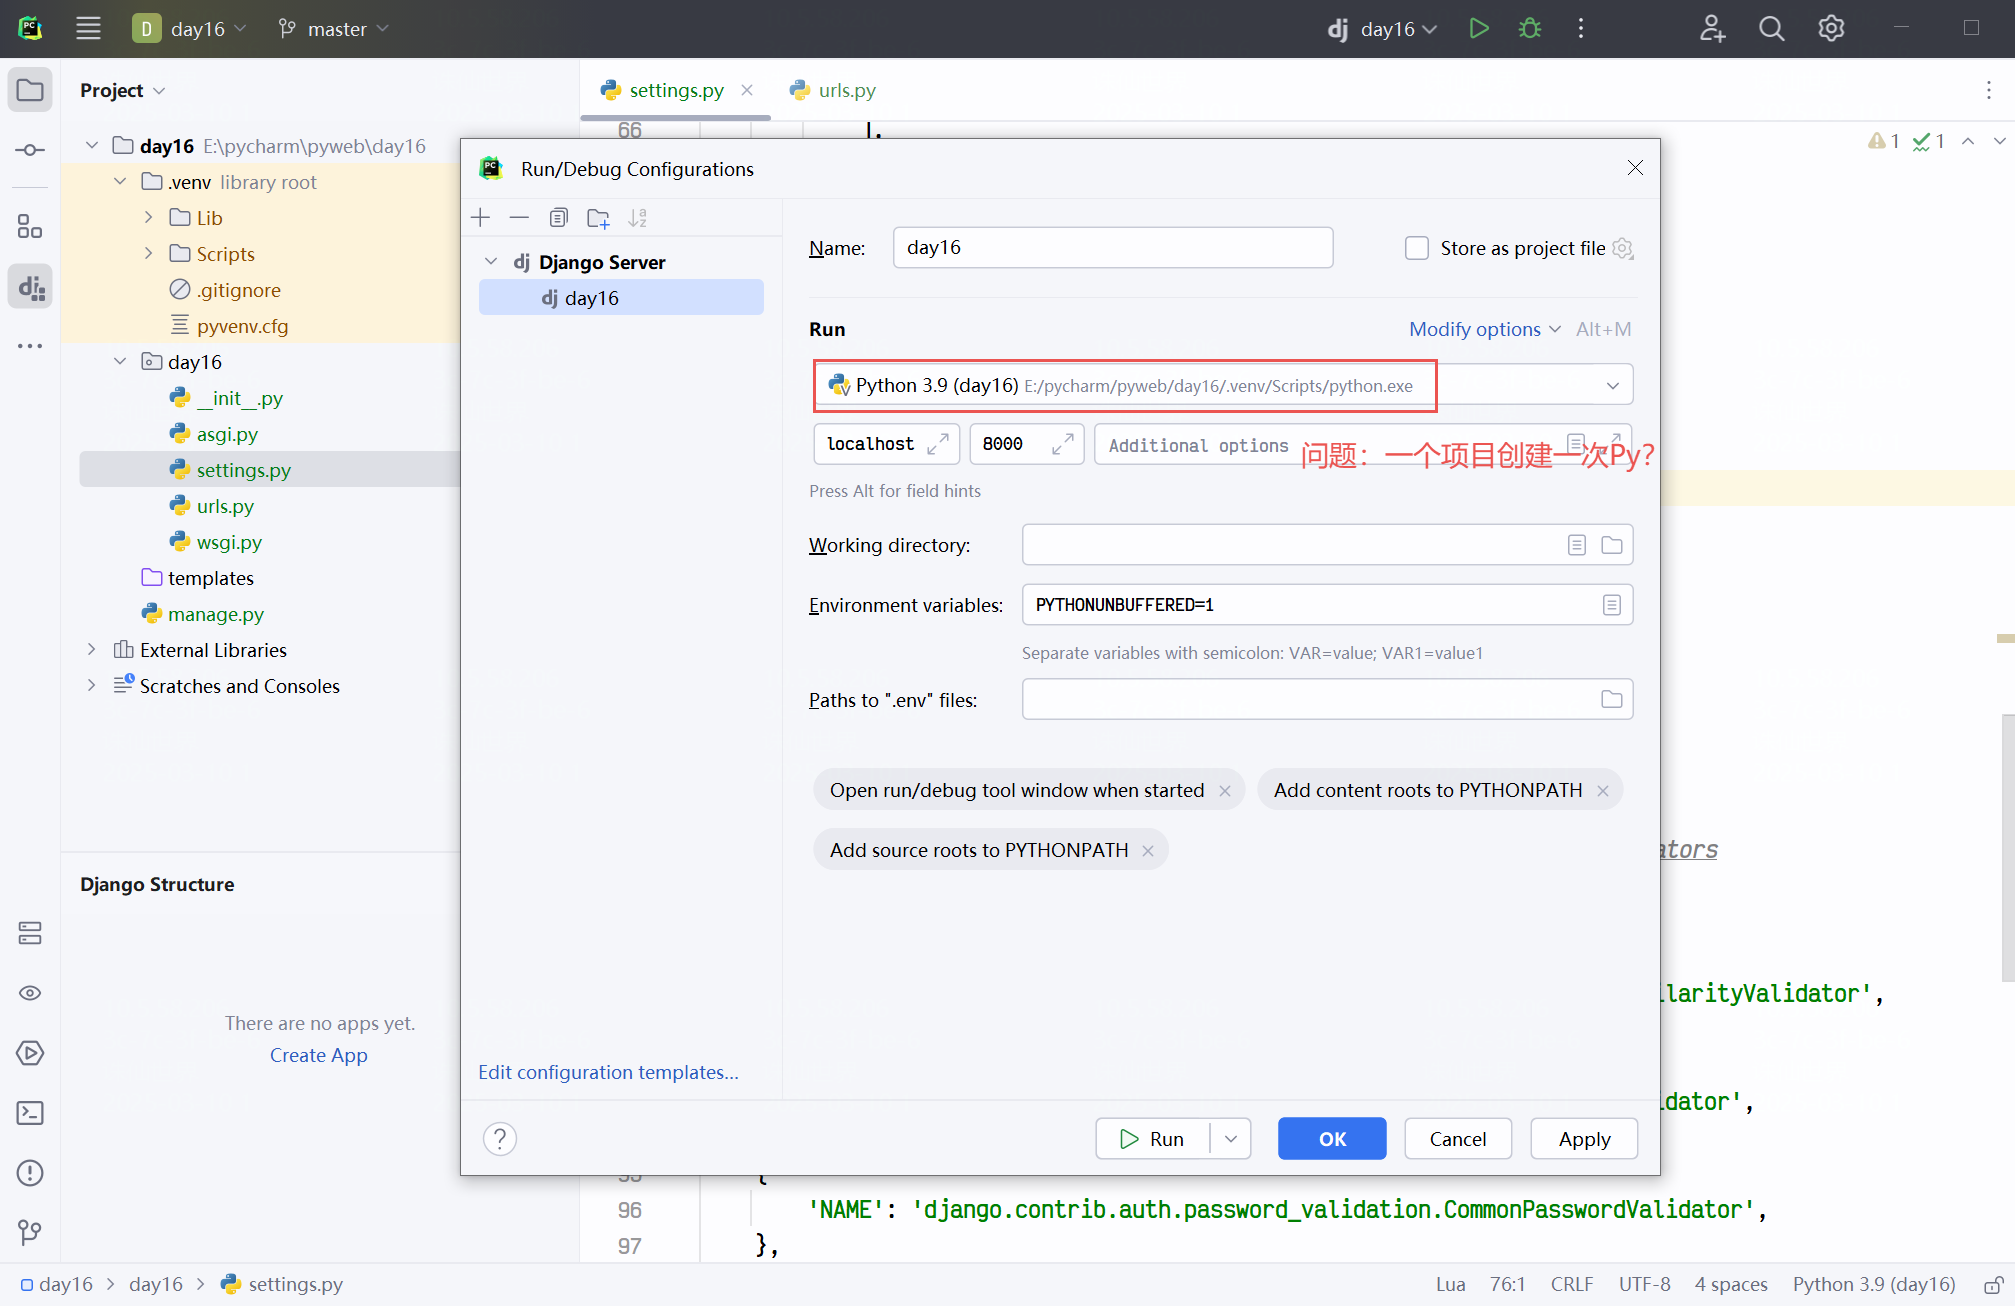 D day16 master
dj day16
Project
settings.py
urls.py
66
],
1 1
day16 E:\pycharm\pyweb\day16
.venv library root
Lib
Scripts
.gitignore
pyvenv.cfg
day16
__init__.py
asgi.py
settings.py
urls.py
wsgi.py
templates
manage.py
External Libraries
Scratches and Consoles
Django Structure
There are no apps yet.
Create App
Run/Debug Configurations
dj Django Server
dj day16
Edit configuration templates...
Name: day16
Store as project file
Run
Modify options Alt+M
Python 3.9 (day16) E:/pycharm/pyweb/day16/.venv/Scripts/python.exe
localhost 8000 Additional options
问题：一个项目创建一次Py?
Press Alt for field hints
Working directory:
Environment variables: PYTHONUNBUFFERED=1
Separate variables with semicolon: VAR=value; VAR1=value1
Paths to ".env" files:
Open run/debug tool window when started
Add content roots to PYTHONPATH
Add source roots to PYTHONPATH
? Run OK Cancel Apply
ators
ilarityValidator',
idator',
{
96 'NAME': 'django.contrib.auth.password_validation.CommonPasswordValidator',
97 },
day16 > day16 > settings.py
Lua 76:1 CRLF UTF-8 4 spaces Python 3.9 (day16)